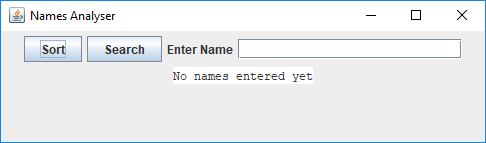 Names Analyser
Sort Search Enter Name
No names entered yet